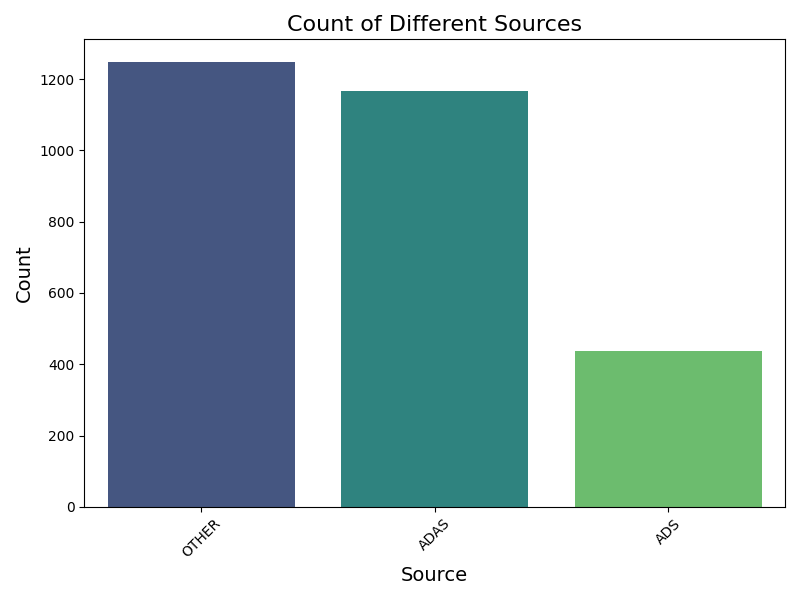 Count of Different Sources
1200
1000
800
600
400
200
0
Count
OTHER
ADAS
ADS
Source